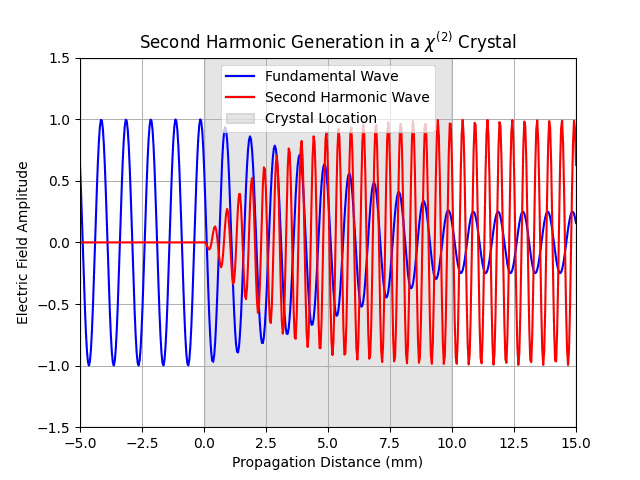 Second Harmonic Generation in a χ⁽²⁾ Crystal
Fundamental Wave
Second Harmonic Wave
Crystal Location
Electric Field Amplitude
1.5
1.0
0.5
0.0
−0.5
−1.0
−1.5
−5.0 −2.5 0.0 2.5 5.0 7.5 10.0 12.5 15.0
Propagation Distance (mm)